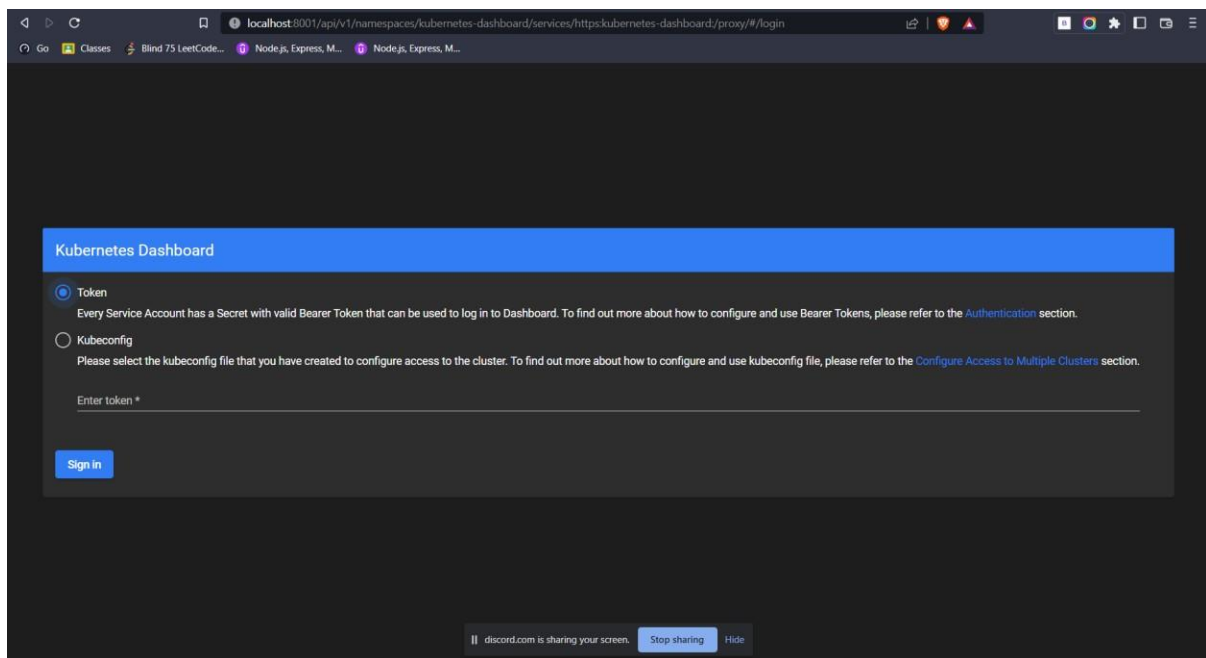 localhost:8001/api/v1/namespaces/kubernetes-dashboard/services/https:kubernetes-dashboard:/proxy/#/login
Go Classes Blind 75 LeetCode... Node.js, Express, M... Node.js, Express, M...
Kubernetes Dashboard
Token
Every Service Account has a Secret with valid Bearer Token that can be used to log in to Dashboard. To find out more about how to configure and use Bearer Tokens, please refer to the Authentication section.
Kubeconfig
Please select the kubeconfig file that you have created to configure access to the cluster. To find out more about how to configure and use kubeconfig file, please refer to the Configure Access to Multiple Clusters section.
Enter token *
Sign in
discord.com is sharing your screen. Stop sharing Hide